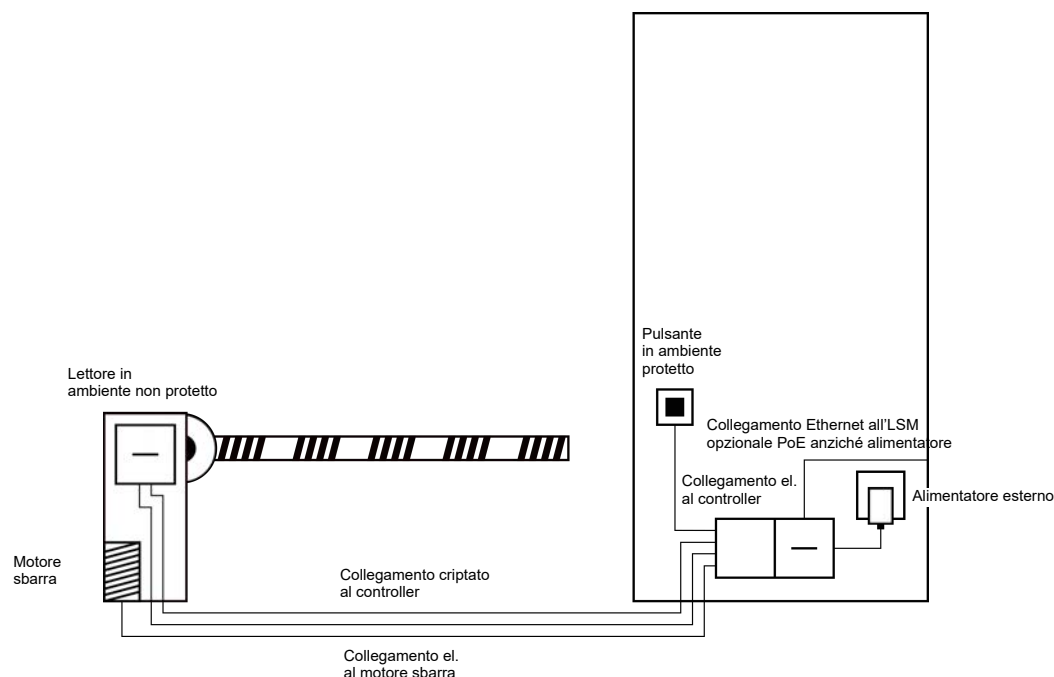 Pulsante
in ambiente
protetto
Lettore in
ambiente non protetto
Collegamento Ethernet all'LSM
opzionale PoE anziché alimentatore
Collegamento el.
al controller
Alimentatore esterno
Motore
sbarra
Collegamento criptato
al controller
Collegamento el.
al motore sbarra